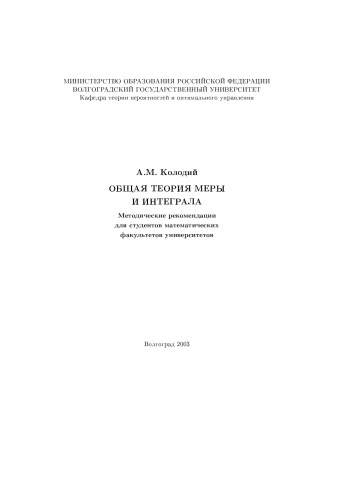 МИНИСТЕРСТВО ОБРАЗОВАНИЯ РОССИЙСКОЙ ФЕДЕРАЦИИ
ВОЛГОГРАДСКИЙ ГОСУДАРСТВЕННЫЙ УНИВЕРСИТЕТ
Кафедра теории вероятностей и оптимального управления
А.М. Колодий
ОБЩАЯ ТЕОРИЯ МЕРЫ
И ИНТЕГРАЛА
Методические рекомендации
для студентов математических
факультетов университетов
Волгоград 2003